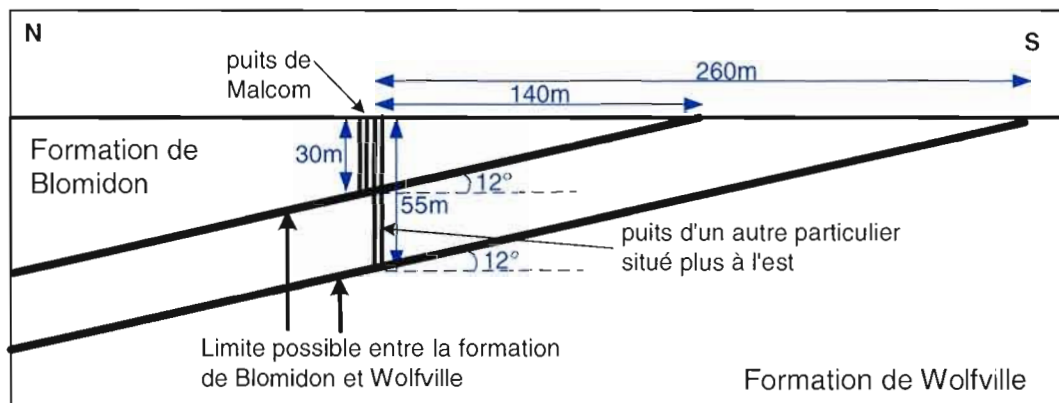 N
S
puits de
Malcom
260m
140m
Formation de
Blomidon
30m
12°
55m
puits d'un autre particulier
situé plus à l'est
12°
Limite possible entre la formation
de Blomidon et Wolfville
Formation de Wolfville